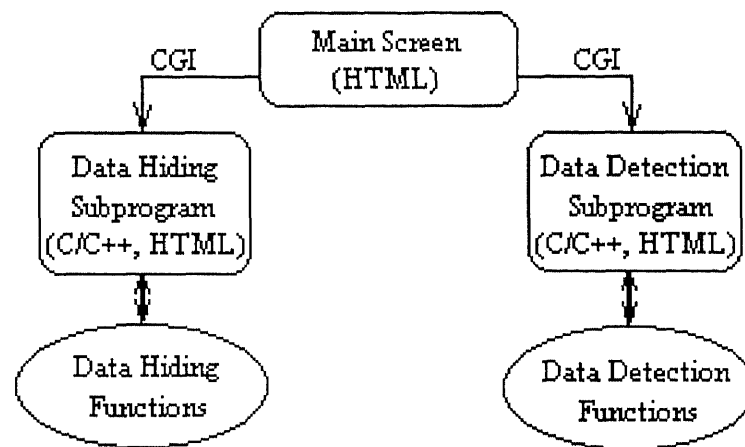 Main Screen
(HTML)
CGI
CGI
Data Hiding
Subprogram
(C/C++, HTML)
Data Detection
Subprogram
(C/C++, HTML)
Data Hiding
Functions
Data Detection
Functions